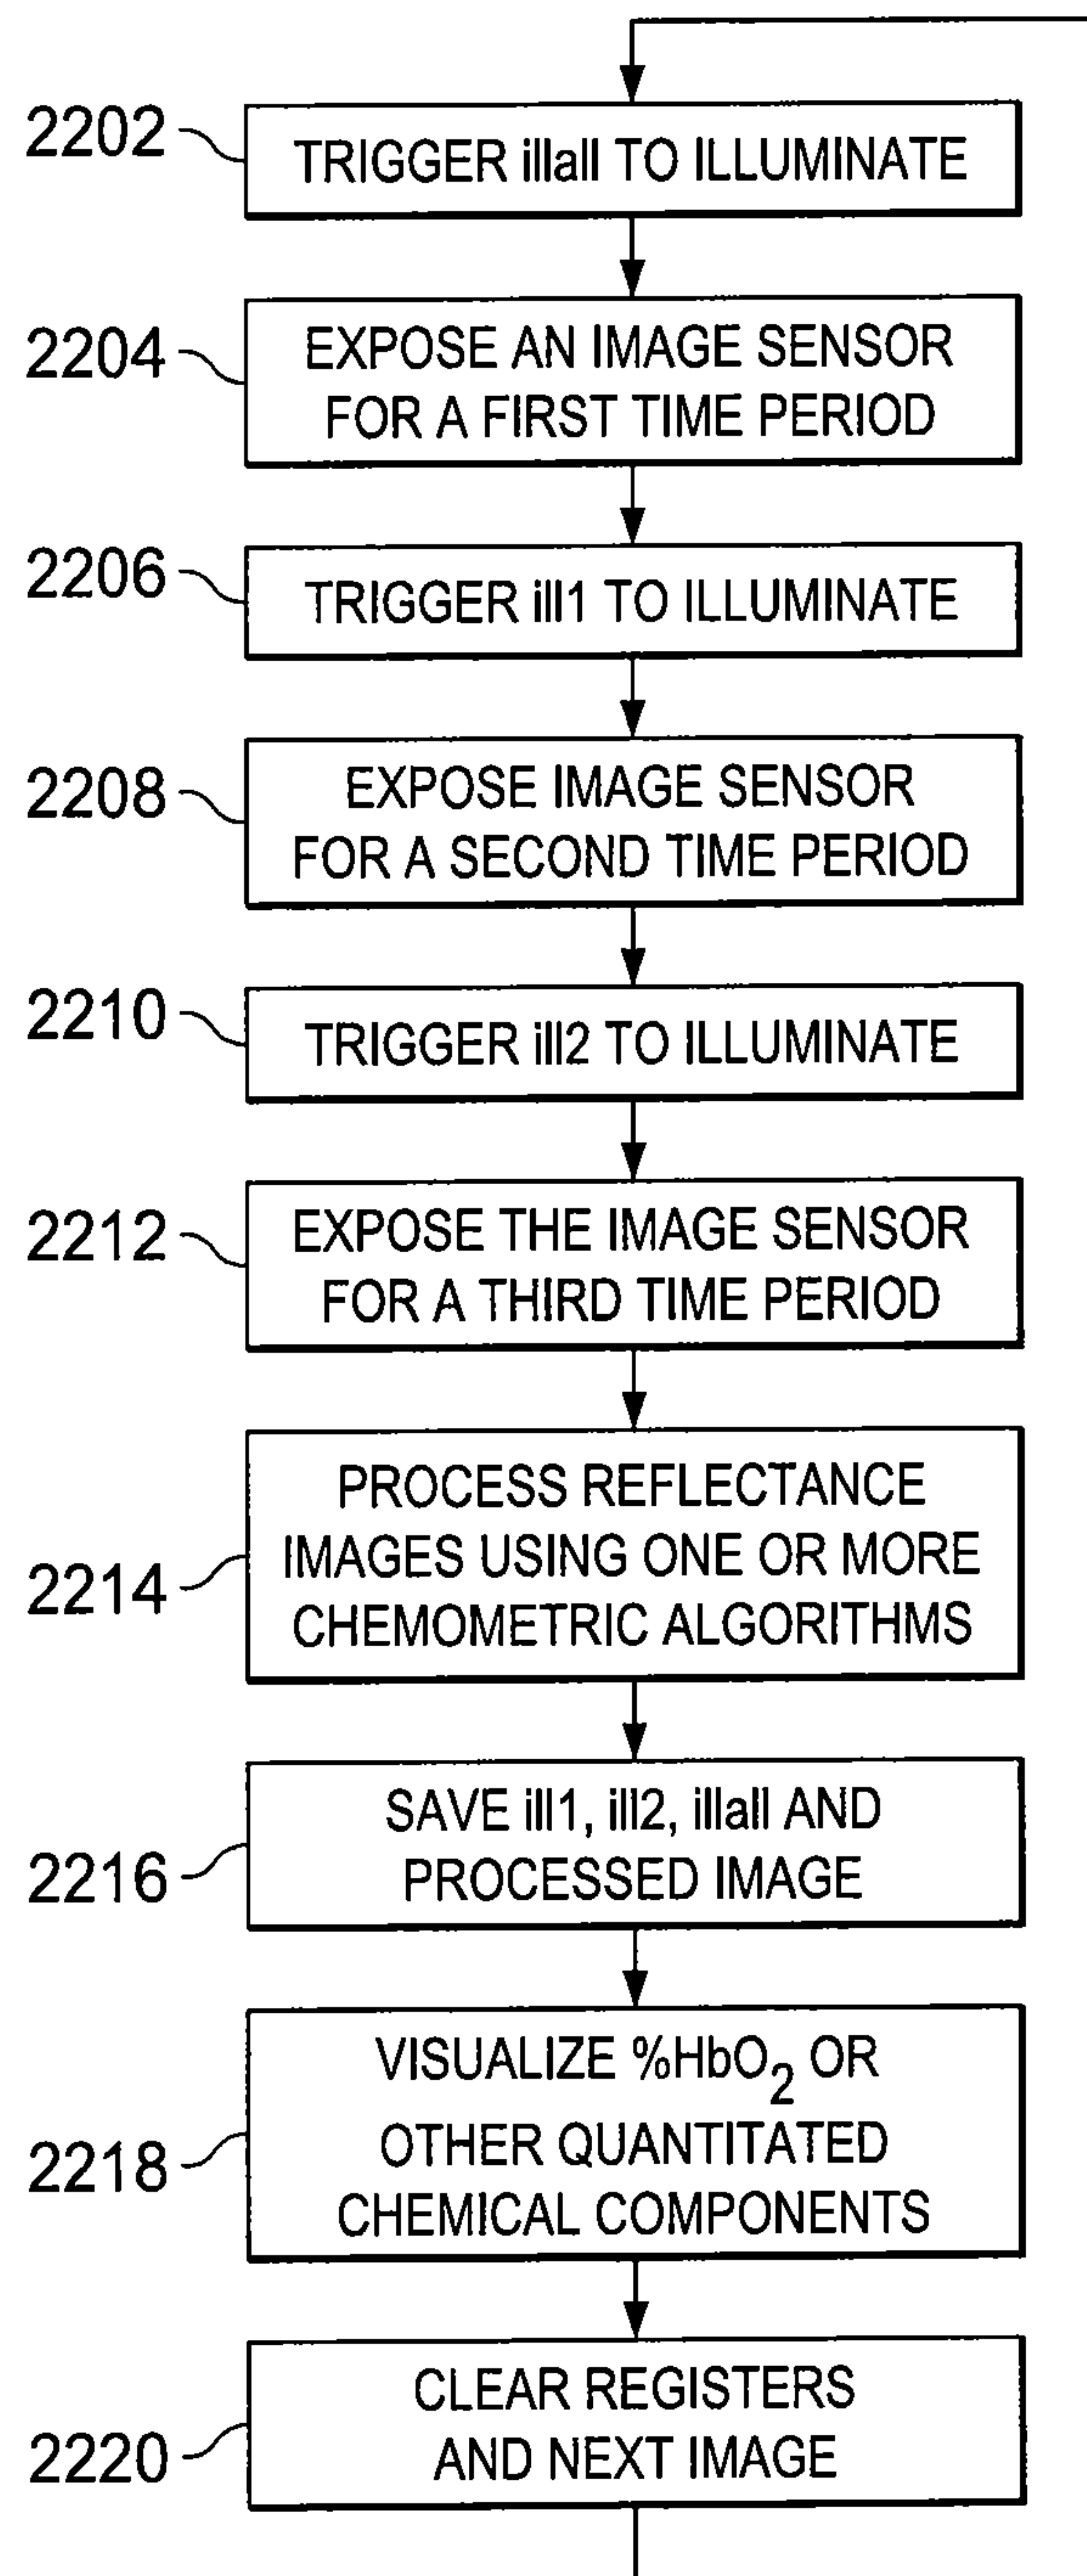 2202
TRIGGER illall TO ILLUMINATE
2204
EXPOSE AN IMAGE SENSOR
FOR A FIRST TIME PERIOD
2206
TRIGGER ill1 TO ILLUMINATE
2208
EXPOSE IMAGE SENSOR
FOR A SECOND TIME PERIOD
2210
TRIGGER ill2 TO ILLUMINATE
2212
EXPOSE THE IMAGE SENSOR
FOR A THIRD TIME PERIOD
2214
PROCESS REFLECTANCE
IMAGES USING ONE OR MORE
CHEMOMETRIC ALGORITHMS
2216
SAVE ill1, ill2, illall AND
PROCESSED IMAGE
2218
VISUALIZE %HbO₂ OR
OTHER QUANTITATED
CHEMICAL COMPONENTS
2220
CLEAR REGISTERS
AND NEXT IMAGE